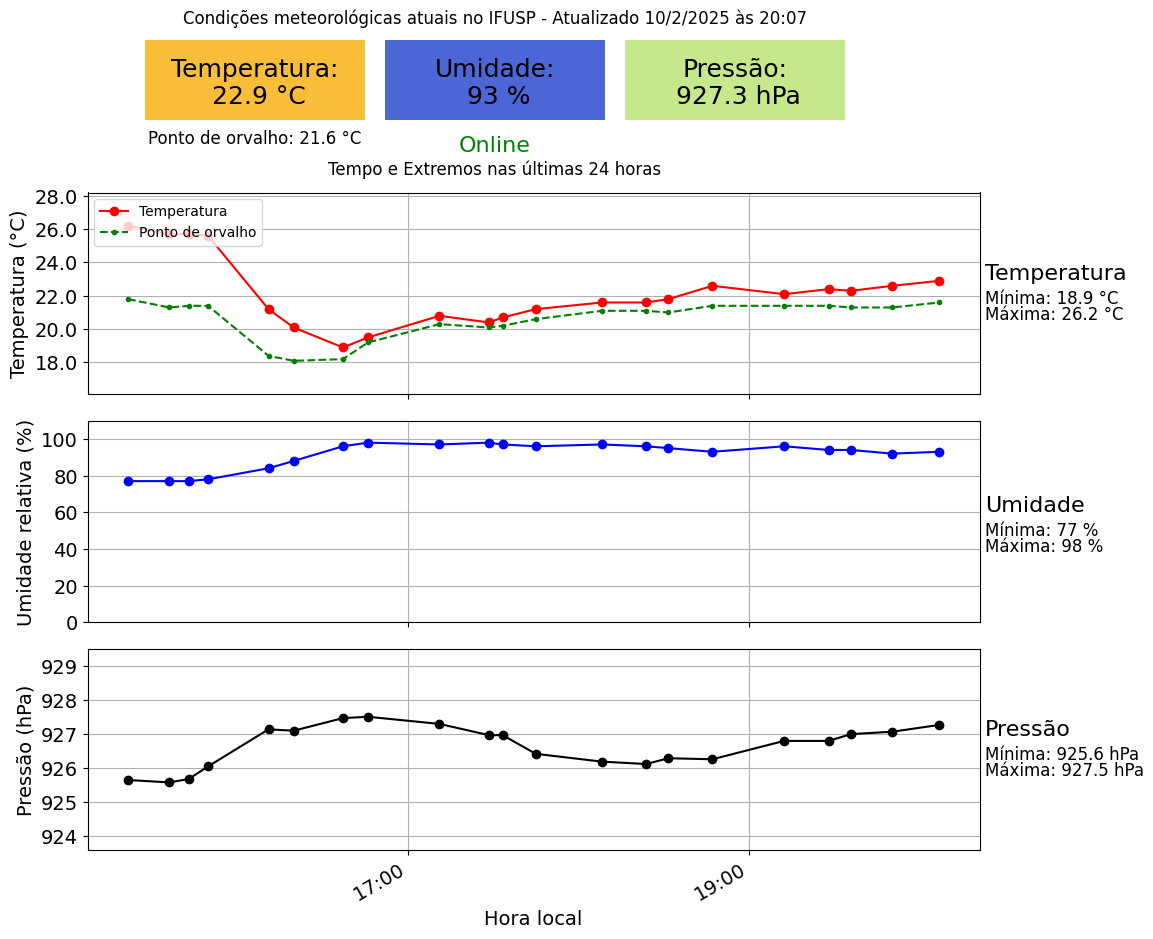 Condições meteorológicas atuais no IFUSP - Atualizado 10/2/2025 às 20:07
Temperatura:
22.9 °C
Umidade:
93 %
Pressão:
927.3 hPa
Ponto de orvalho: 21.6 °C
Online
Tempo e Extremos nas últimas 24 horas
Temperatura (°C)
28.0
26.0
24.0
22.0
20.0
18.0
Temperatura
Ponto de orvalho
Temperatura
Mínima: 18.9 °C
Máxima: 26.2 °C
Umidade relativa (%)
100
80
60
40
20
0
Umidade
Mínima: 77 %
Máxima: 98 %
Pressão (hPa)
929
928
927
926
925
924
Pressão
Mínima: 925.6 hPa
Máxima: 927.5 hPa
17:00
19:00
Hora local